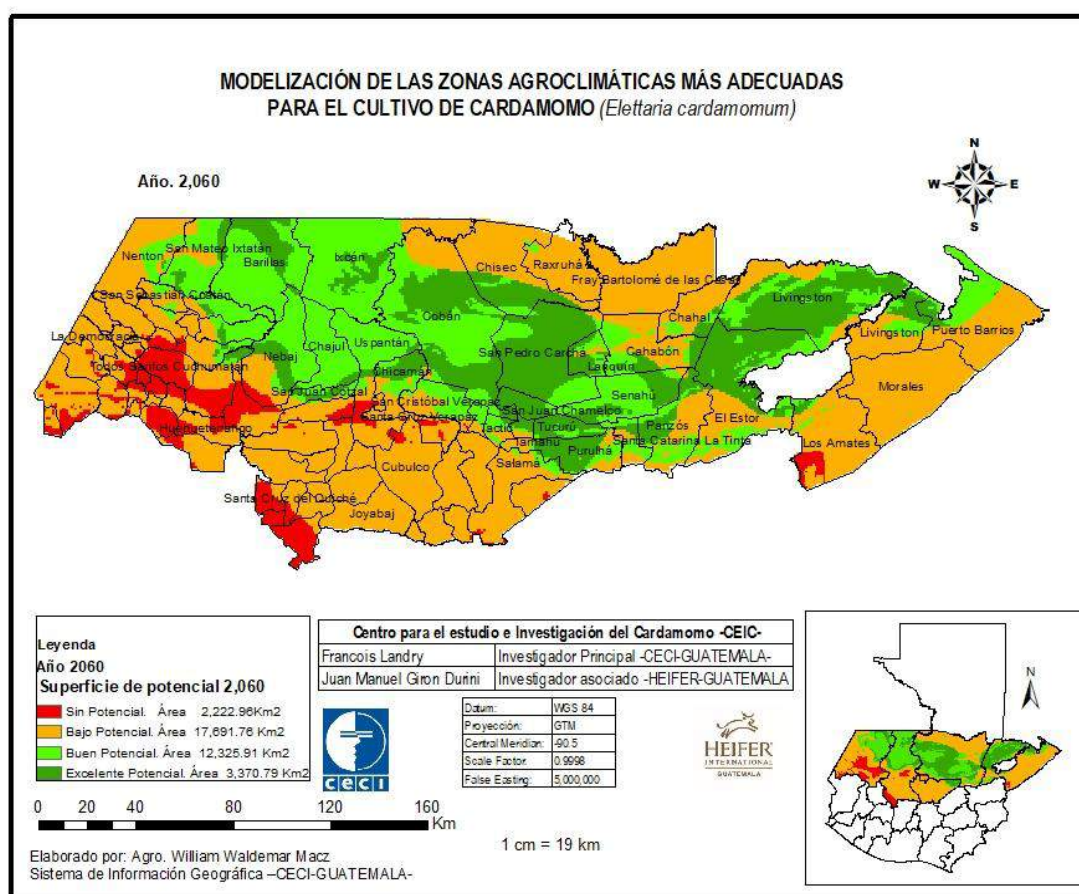 MODELIZACIÓN DE LAS ZONAS AGROCLIMÁTICAS MÁS ADECUADAS
PARA EL CULTIVO DE CARDAMOMO (Elettaria cardamomum)
Año. 2,060
N
W E
S
San Mateo Ixtatán
Nenton
Barillas
Ixcán
Chisec
Raxruhá
Fray Bartolomé de las Casas
San Sebastián Coatán
Livingston
Cobán
Chahal
Livingston
Puerto Barrios
La Democracia
Todos Santos Cuchumatán
Nebaj
Chajul
Uspantán
San Pedro Carchá
Cahabón
Lanquín
Chicamán
Morales
San Juan Cotzal
San Cristóbal Verapaz
Senahú
Santa Cruz Verapaz
San Juan Chamelco
El Estor
Huehuetenango
Tactic
Tucurú
Panzós
Tamahú
Purulhá
Santa Catarina La Tinta
Los Amates
Cubulco
Salamá
Santa Cruz del Quiché
Joyabaj
Leyenda
Año 2060
Superficie de potencial 2,060
Sin Potencial. Área 2,222.96Km2
Bajo Potencial. Área 17,691.76 Km2
Buen Potencial. Área 12,325.91 Km2
Excelente Potencial. Área 3,370.79 Km2
Centro para el estudio e Investigación del Cardamomo -CEIC-
Francois Landry Investigador Principal -CECI-GUATEMALA-
Juan Manuel Giron Durini Investigador asociado -HEIFER-GUATEMALA
ceci
Datum: WGS 84
Proyección: GTM
Central Meridian: -90.5
Scale Factor: 0.9998
False Easting: 5,000,000
HEIFER
INTERNATIONAL
GUATEMALA
N
0 20 40 80 120 160
Km
1 cm = 19 km
Elaborado por: Agro. William Waldemar Macz
Sistema de Información Geográfica –CECI-GUATEMALA-